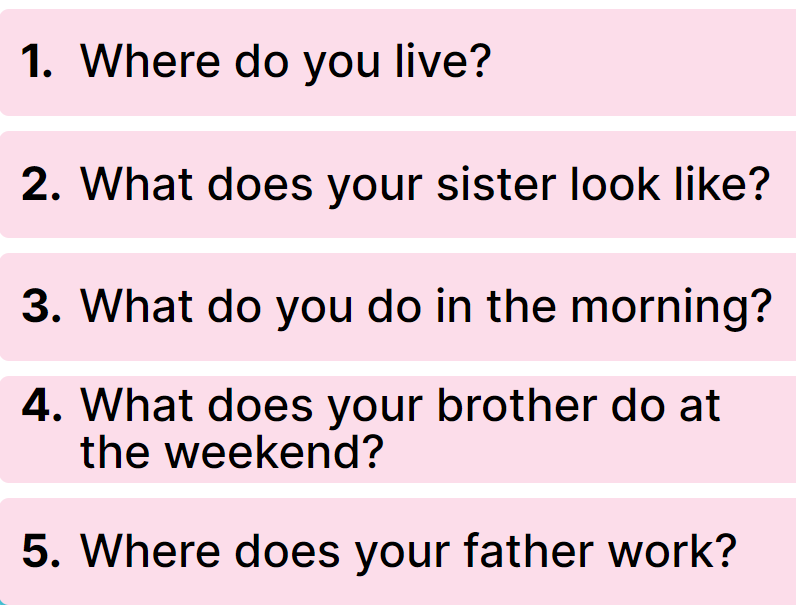 1. Where do you live?
2. What does your sister look like?
3. What do you do in the morning?
4. What does your brother do at
the weekend?
5. Where does your father work?